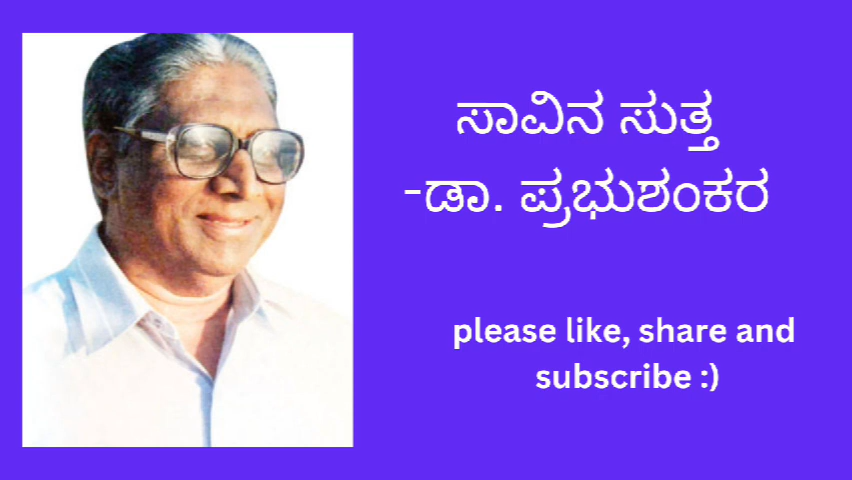 ಸಾವಿನ ಸುತ್ತ
-ಡಾ. ಪ್ರಭುಶಂಕರ
please like, share and
subscribe :)